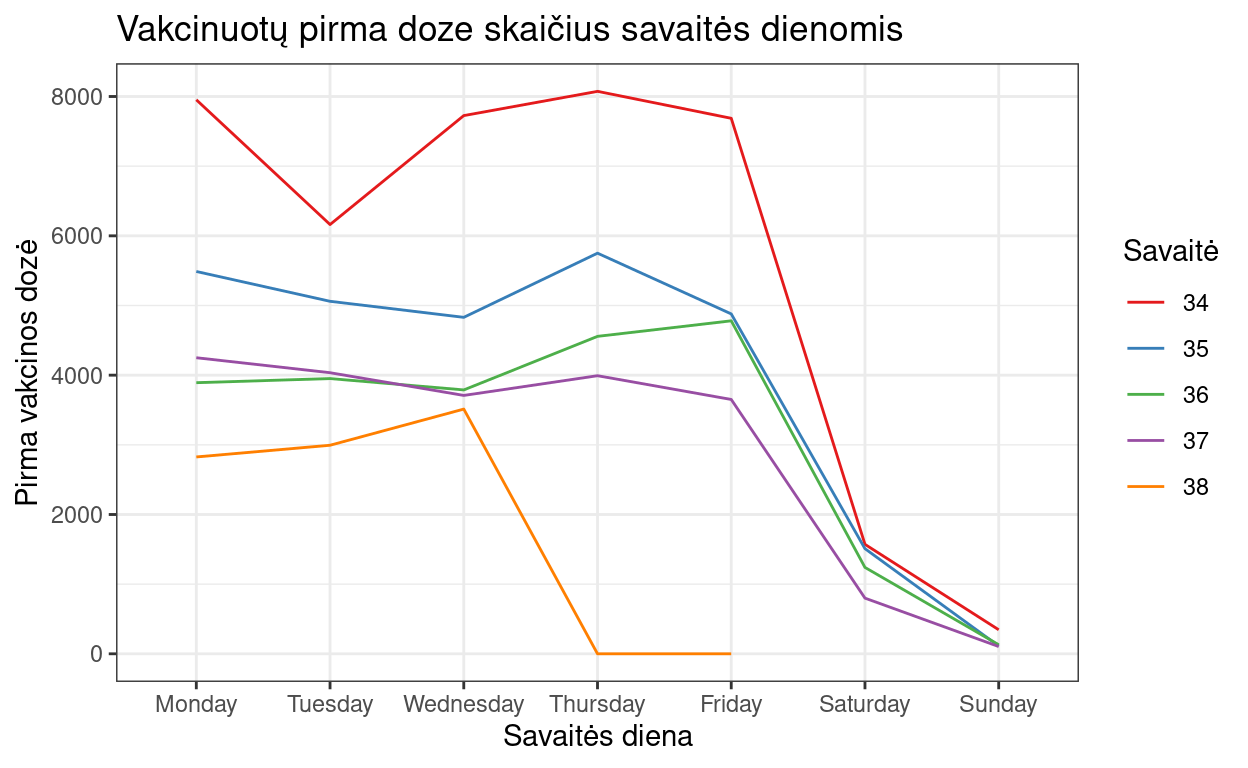 Vakcinuotų pirma doze skaičius savaitės dienomis
Pirma vakcinos dozė
8000
6000
4000
2000
0
Monday Tuesday Wednesday Thursday Friday Saturday Sunday
Savaitės diena
Savaitė
34
35
36
37
38